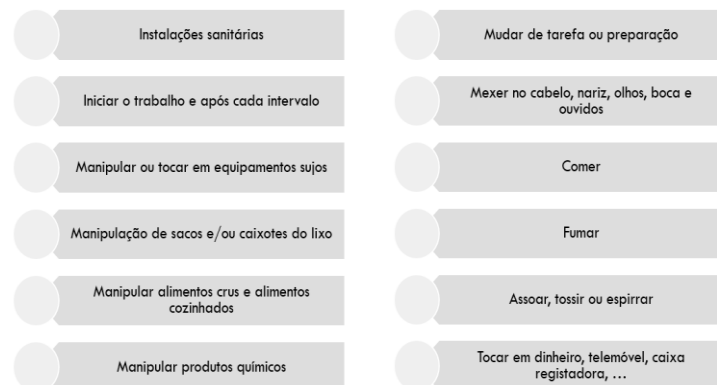 Instalações sanitárias
Iniciar o trabalho e após cada intervalo
Manipular ou tocar em equipamentos sujos
Manipulação de sacos e/ou caixotes do lixo
Manipular alimentos crus e alimentos
cozinhados
Manipular produtos químicos
Mudar de tarefa ou preparação
Mexer no cabelo, nariz, olhos, boca e
ouvidos
Comer
Fumar
Assoar, tossir ou espirrar
Tocar em dinheiro, telemóvel, caixa
registadora, ...